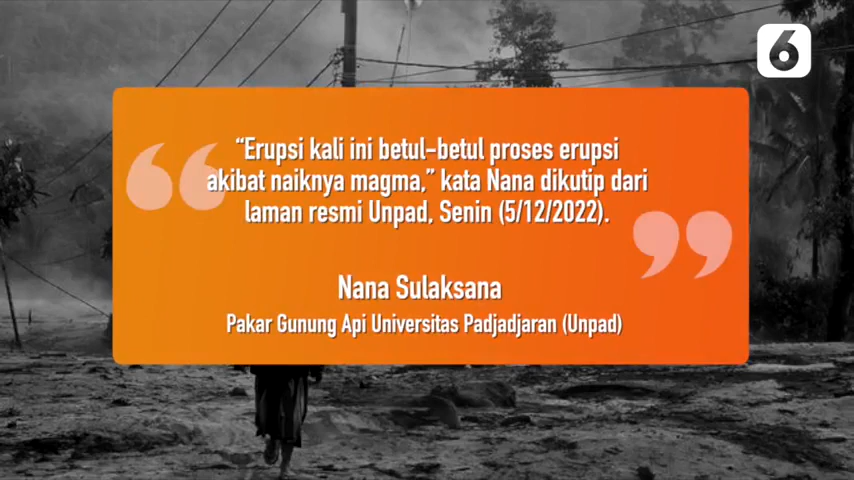 6
“Erupsi kali ini betul-betul proses erupsi
akibat naiknya magma,” kata Nana dikutip dari
laman resmi Unpad, Senin (5/12/2022).
Nana Sulaksana
Pakar Gunung Api Universitas Padjadjaran (Unpad)